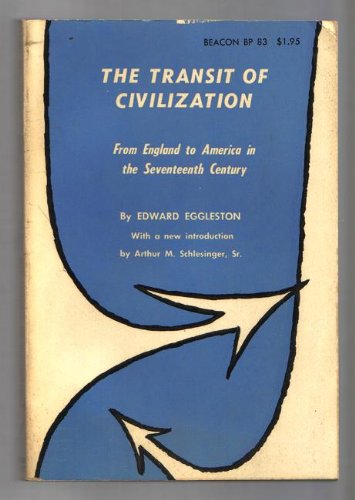 BEACON BP 83 $1.95
THE TRANSIT OF
CIVILIZATION
From England to America in
the Seventeenth Century
By EDWARD EGGLESTON
With a new introduction
by Arthur M. Schlesinger, Sr.